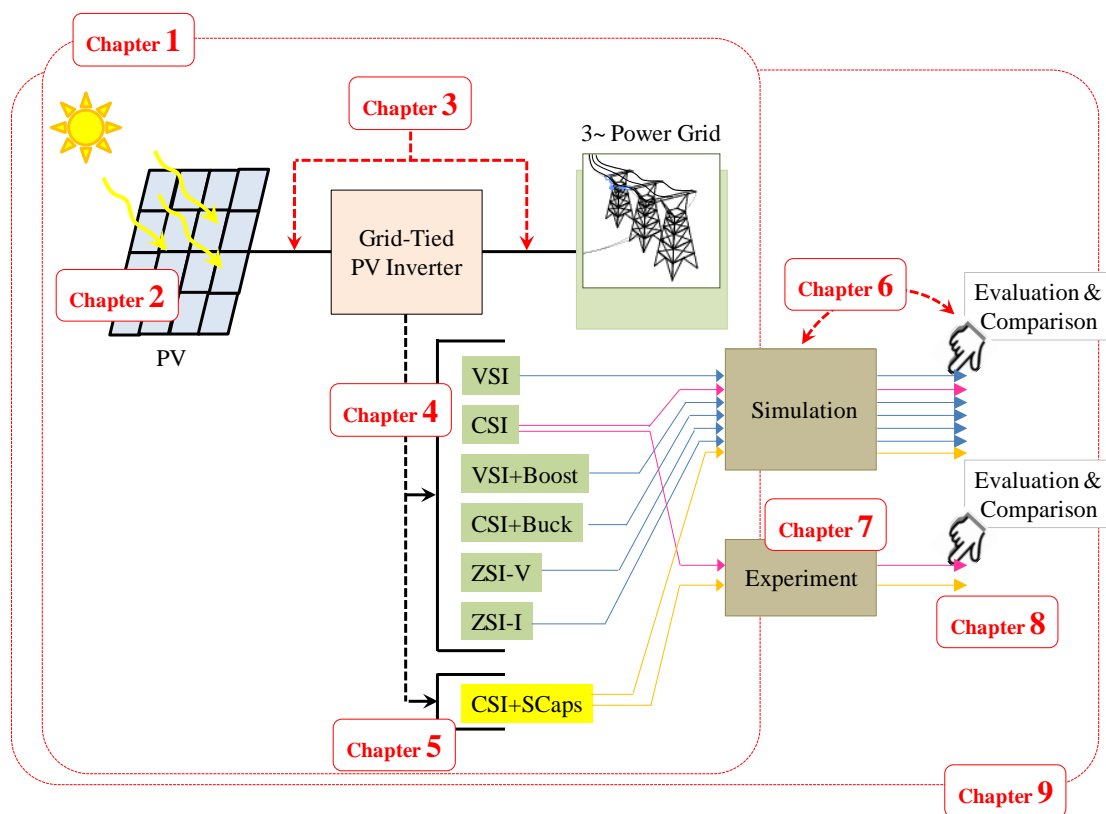 Chapter 1
Chapter 3
3~ Power Grid
Grid-Tied
PV Inverter
Chapter 2
PV
Chapter 6
Evaluation &
Comparison
VSI
Chapter 4
CSI
Simulation
VSI+Boost
CSI+Buck
Evaluation &
Comparison
Chapter 7
ZSI-V
Experiment
ZSI-I
Chapter 8
CSI+SCaps
Chapter 5
Chapter 9